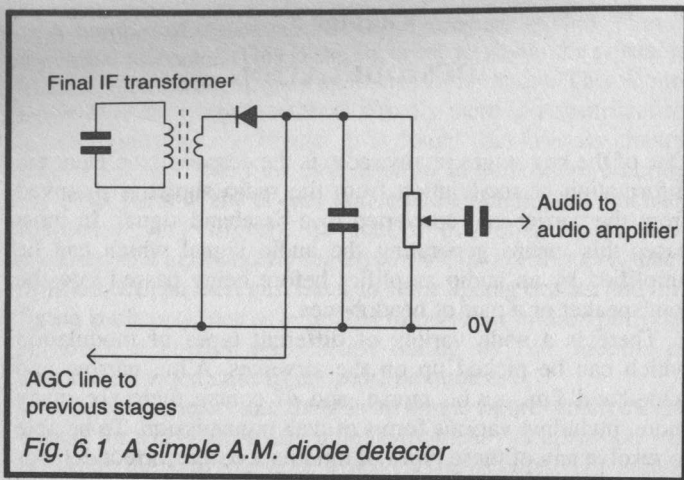 Final IF transformer
Audio to
audio amplifier
0V
AGC line to
previous stages
Fig. 6.1 A simple A.M. diode detector